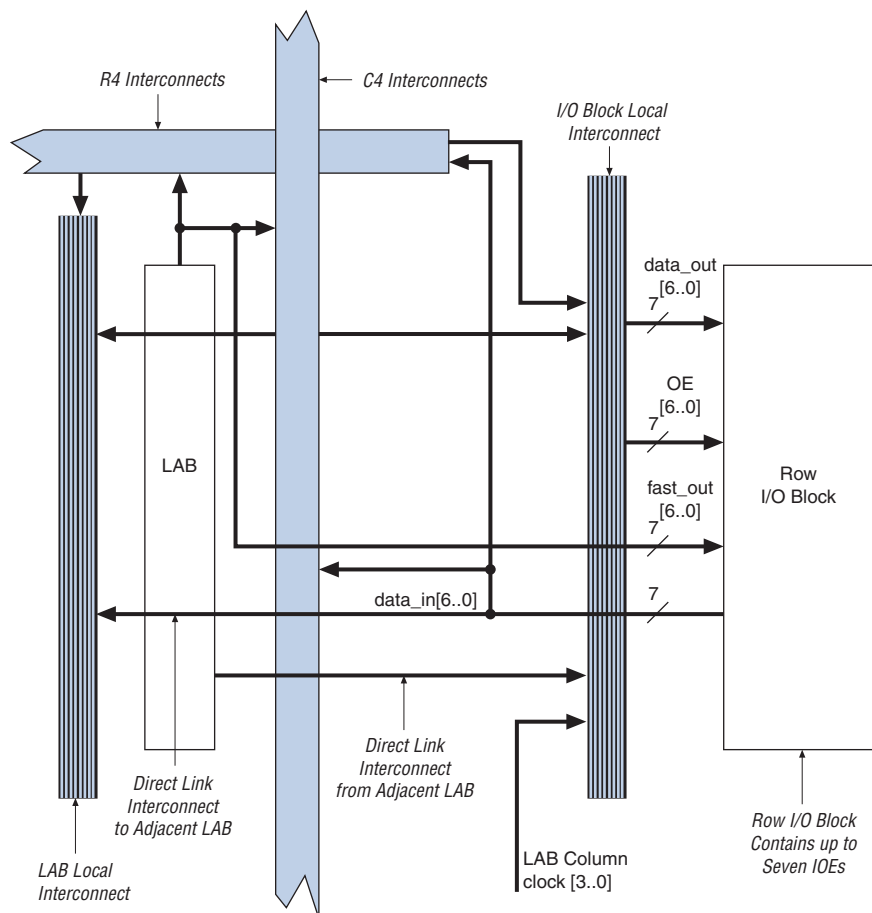 R4 Interconnects
C4 Interconnects
I/O Block Local
Interconnect
data_out
[6..0]
7
OE
[6..0]
7
LAB
Row
I/O Block
fast_out
[6..0]
7
data_in[6..0]
7
Direct Link
Interconnect
to Adjacent LAB
Direct Link
Interconnect
from Adjacent LAB
LAB Local
Interconnect
LAB Column
clock [3..0]
Row I/O Block
Contains up to
Seven IOEs